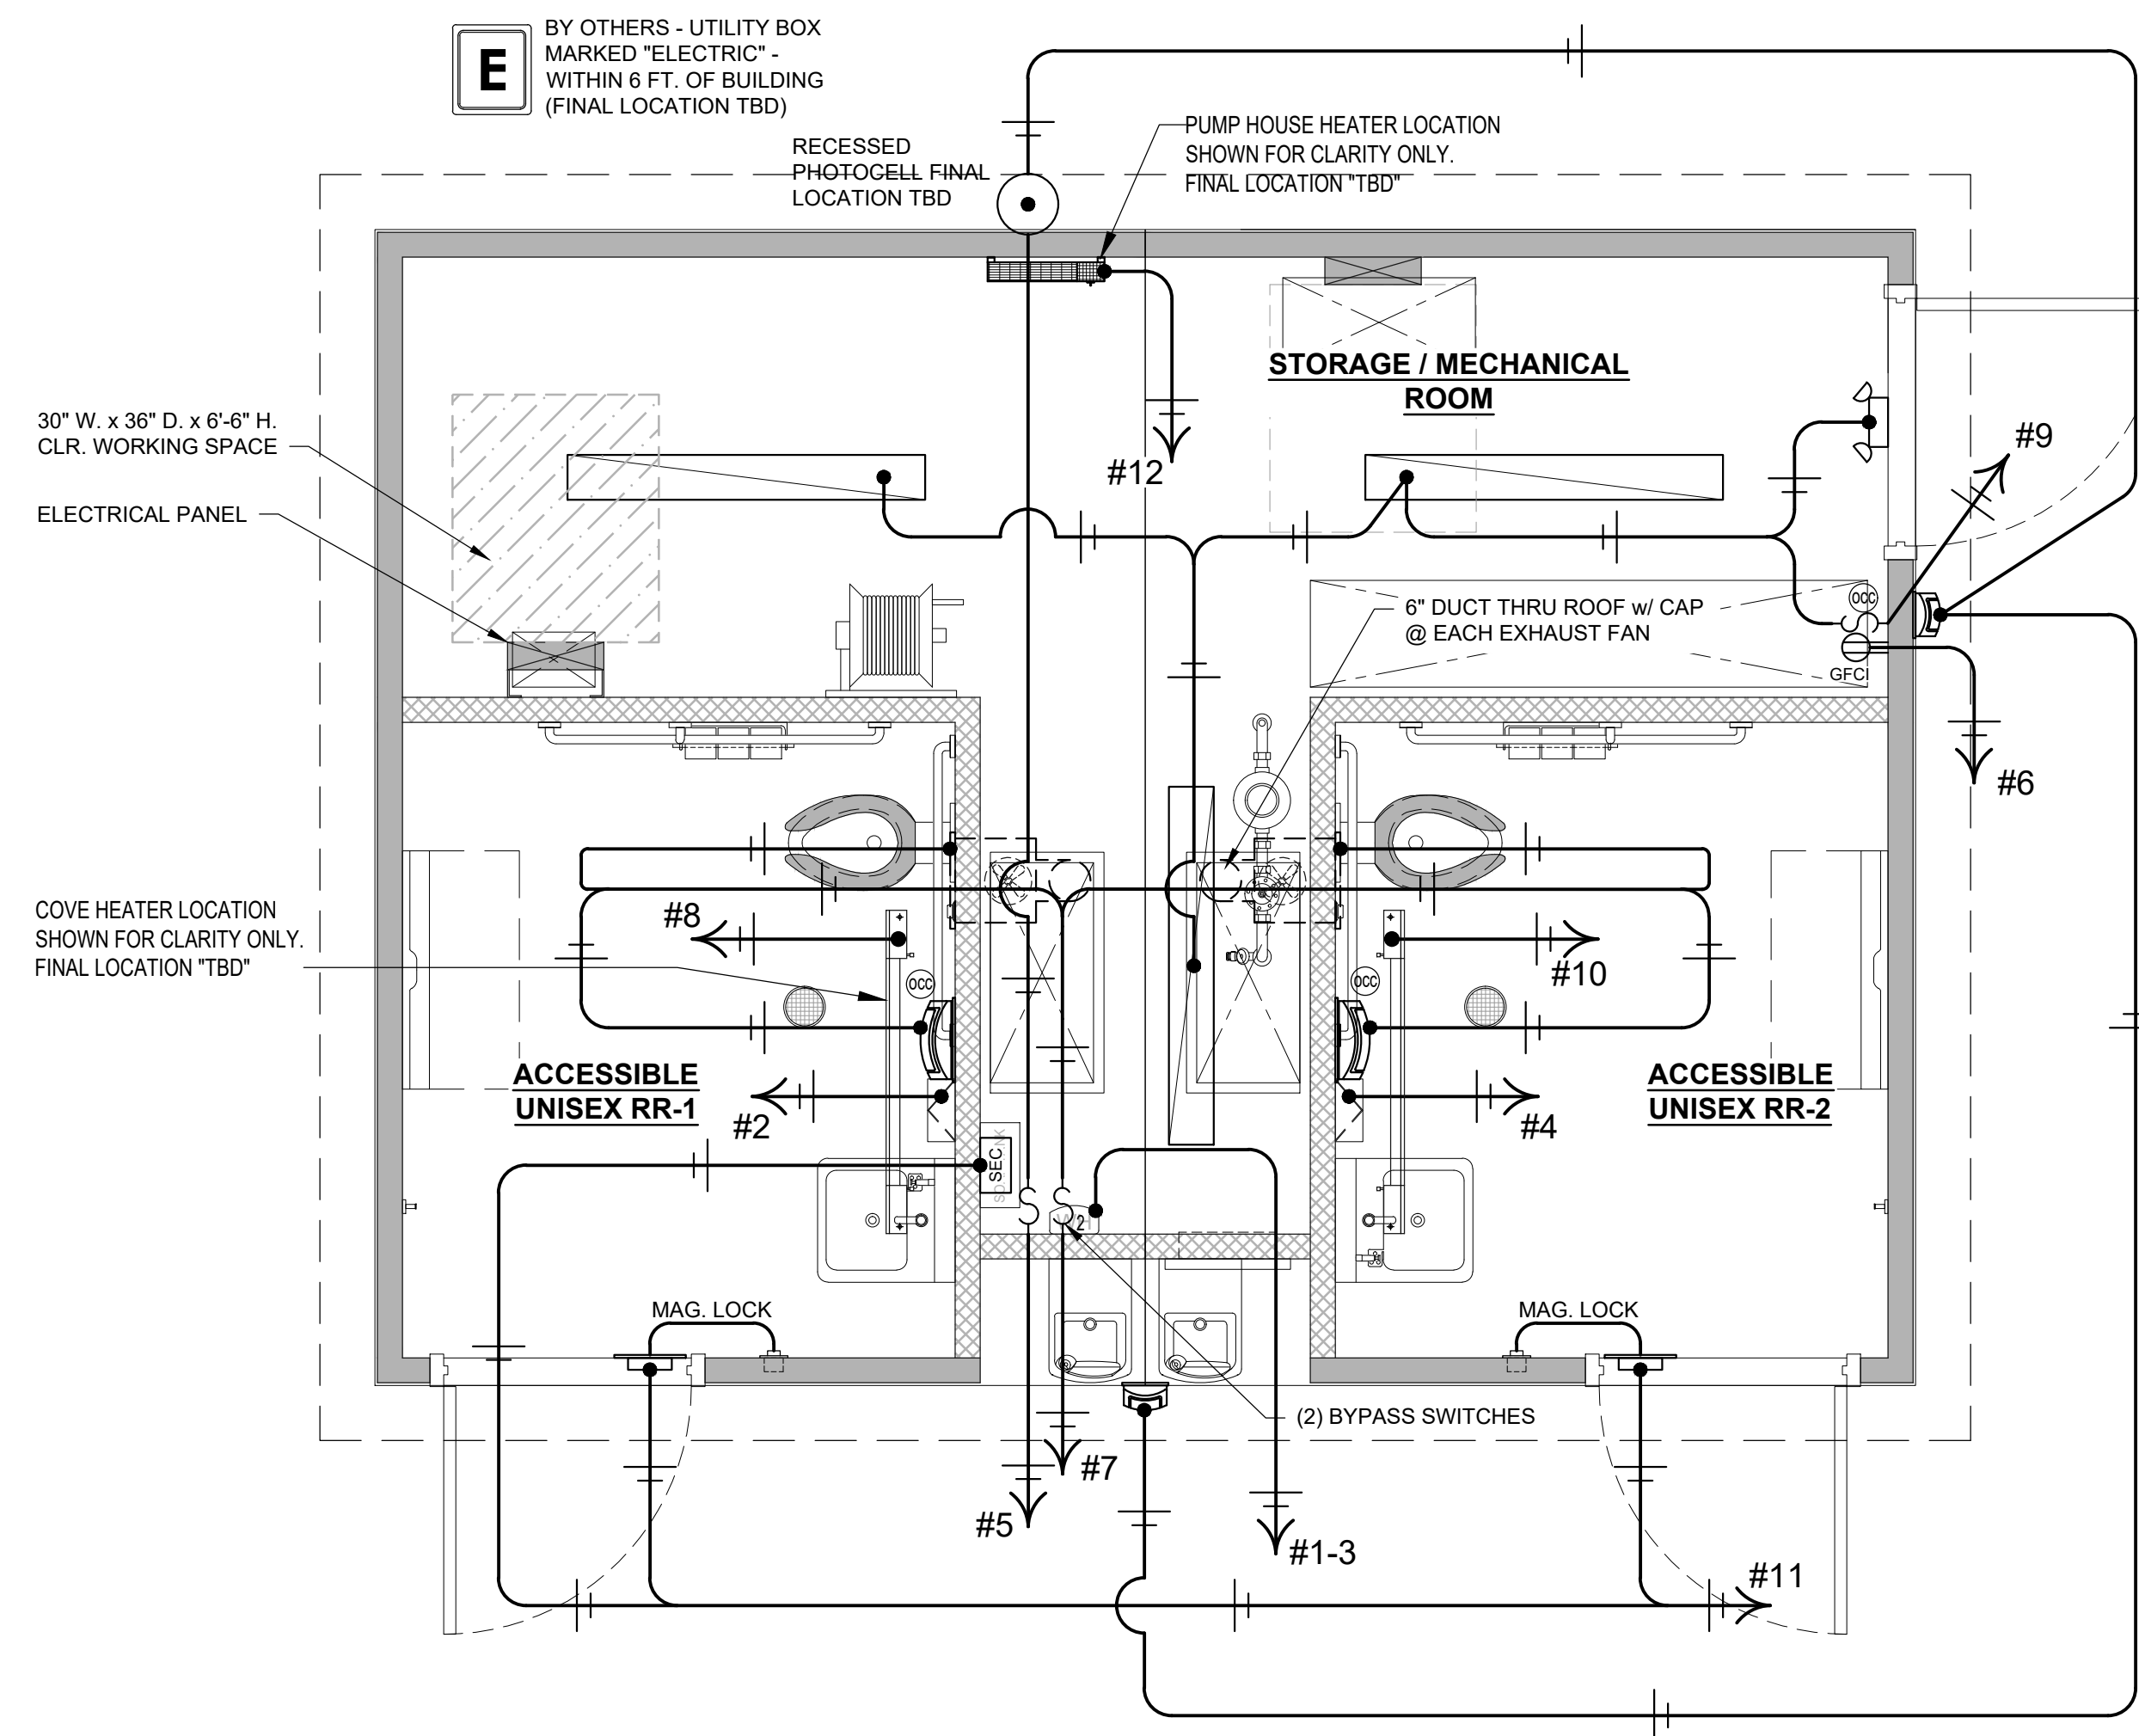 E
BY OTHERS - UTILITY BOX
MARKED "ELECTRIC" -
WITHIN 6 FT. OF BUILDING
(FINAL LOCATION TBD)
RECESSED
PHOTOCELL FINAL
LOCATION TBD
PUMP HOUSE HEATER LOCATION
SHOWN FOR CLARITY ONLY.
FINAL LOCATION "TBD"
STORAGE / MECHANICAL
ROOM
30" W. x 36" D. x 6'-6" H.
CLR. WORKING SPACE
ELECTRICAL PANEL
#12
#9
OCC
GFCI
6" DUCT THRU ROOF w/ CAP
@ EACH EXHAUST FAN
#6
COVE HEATER LOCATION
SHOWN FOR CLARITY ONLY.
FINAL LOCATION "TBD"
#8
OCC
OCC
#10
ACCESSIBLE
UNISEX RR-1
ACCESSIBLE
UNISEX RR-2
#2
#4
SEC.
WH
2
MAG. LOCK
MAG. LOCK
(2) BYPASS SWITCHES
#7
#5
#1-3
#11